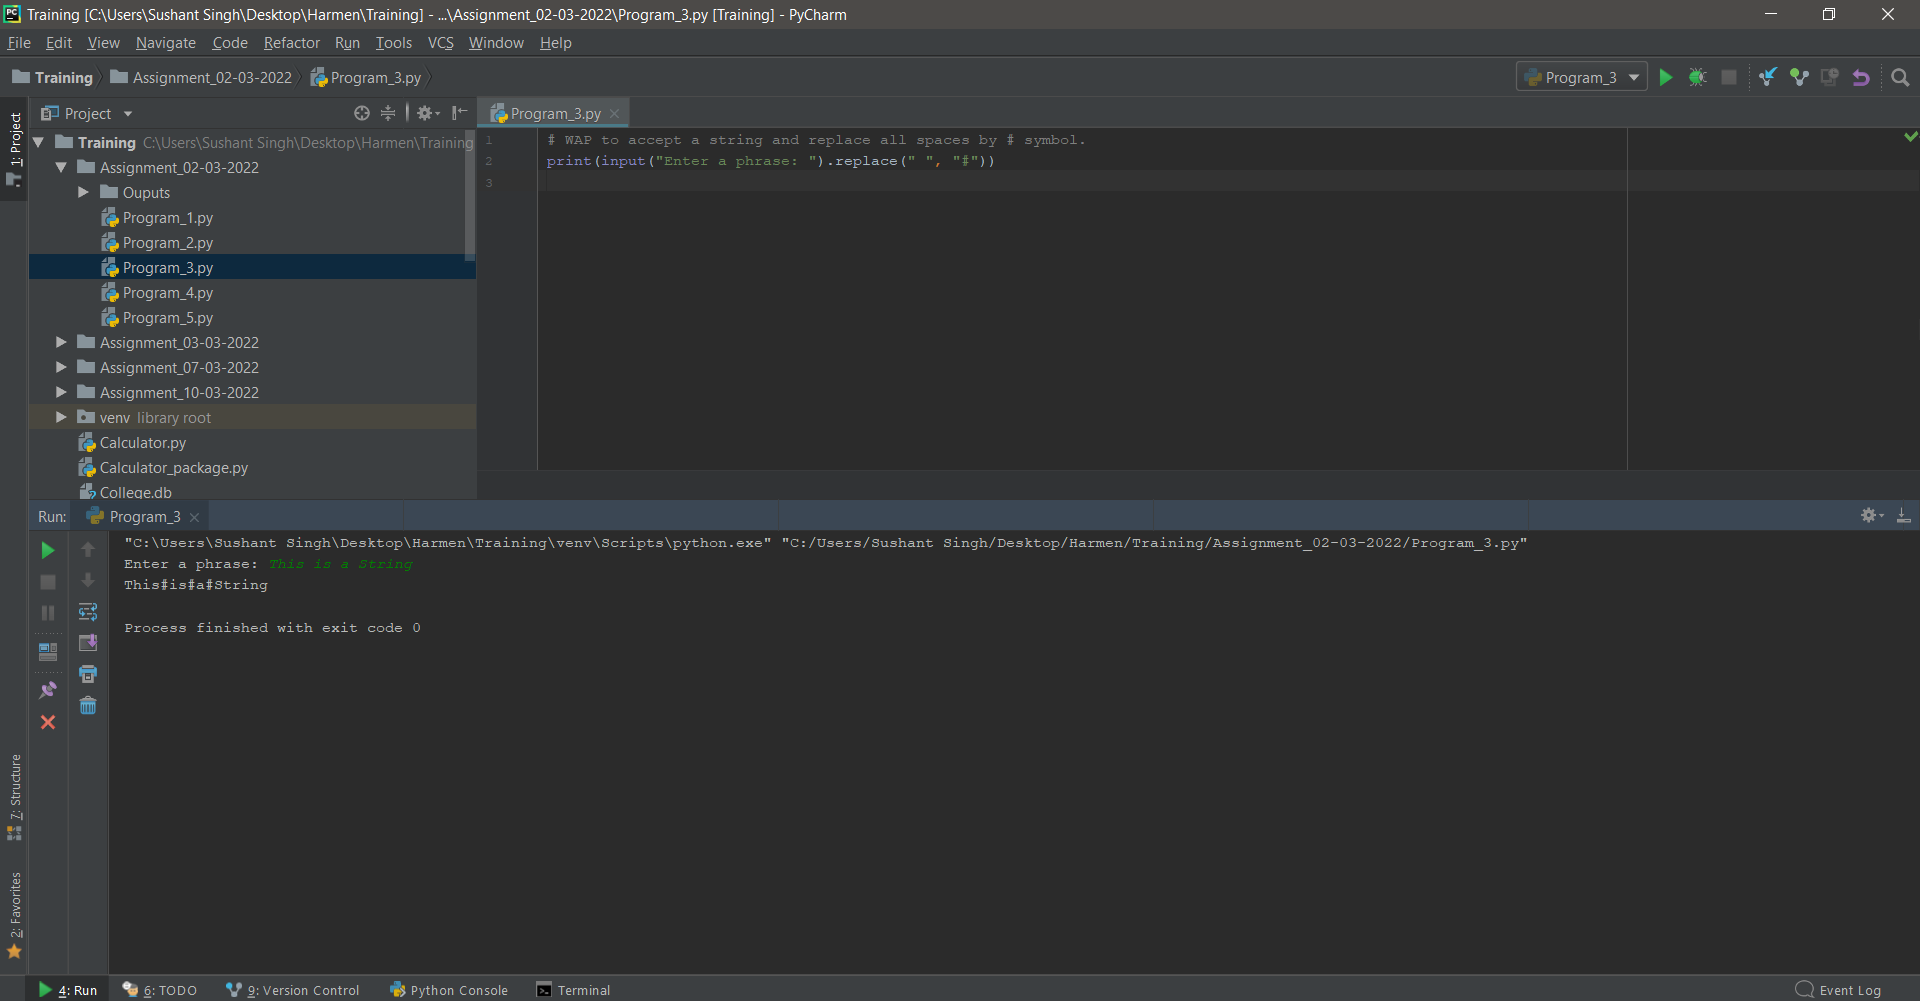 Training [C:\Users\Sushant Singh\Desktop\Harmen\Training] - ...\Assignment_02-03-2022\Program_3.py [Training] - PyCharm
File Edit View Navigate Code Refactor Run Tools VCS Window Help
Training Assignment_02-03-2022 Program_3.py
Program_3
1: Project
Project
Training C:\Users\Sushant Singh\Desktop\Harmen\Training
Assignment_02-03-2022
Ouputs
Program_1.py
Program_2.py
Program_3.py
Program_4.py
Program_5.py
Assignment_03-03-2022
Assignment_07-03-2022
Assignment_10-03-2022
venv library root
Calculator.py
Calculator_package.py
College.db
Program_3.py
1 # WAP to accept a string and replace all spaces by # symbol.
2 print(input("Enter a phrase: ").replace(" ", "#"))
3
Run: Program_3
"C:\Users\Sushant Singh\Desktop\Harmen\Training\venv\Scripts\python.exe" "C:/Users/Sushant Singh/Desktop/Harmen/Training/Assignment_02-03-2022/Program_3.py"
Enter a phrase: This is a String
This#is#a#String
Process finished with exit code 0
7: Structure
2: Favorites
4: Run 6: TODO 9: Version Control Python Console Terminal
Event Log